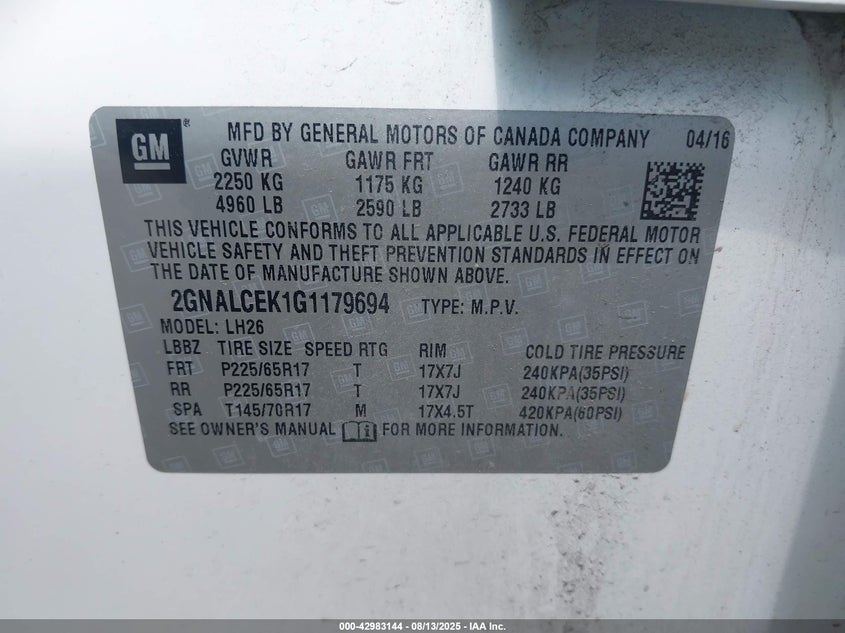 GM ® MFD BY GENERAL MOTORS OF CANADA COMPANY 04/16
GVWR GAWR FRT GAWR RR
2250 KG 1175 KG 1240 KG
4960 LB 2590 LB 2733 LB
THIS VEHICLE CONFORMS TO ALL APPLICABLE U.S. FEDERAL MOTOR
VEHICLE SAFETY AND THEFT PREVENTION STANDARDS IN EFFECT ON
THE DATE OF MANUFACTURE SHOWN ABOVE.
2GNALCEK1G1179694 TYPE: M.P.V.
MODEL: LH26
LBBZ TIRE SIZE SPEED RTG RIM COLD TIRE PRESSURE
FRT P225/65R17 T 17X7J 240KPA(35PSI)
RR P225/65R17 T 17X7J 240KPA(35PSI)
SPA T145/70R17 M 17X4.5T 420KPA(60PSI)
SEE OWNER'S MANUAL i FOR MORE INFORMATION.
000-42983144 - 08/13/2025 - IAA Inc.